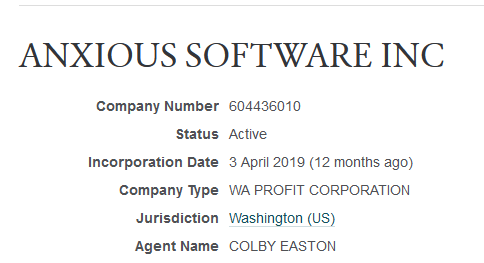 ANXIOUS SOFTWARE INC
Company Number 604436010
Status Active
Incorporation Date 3 April 2019 (12 months ago)
Company Type WA PROFIT CORPORATION
Jurisdiction Washington (US)
Agent Name COLBY EASTON